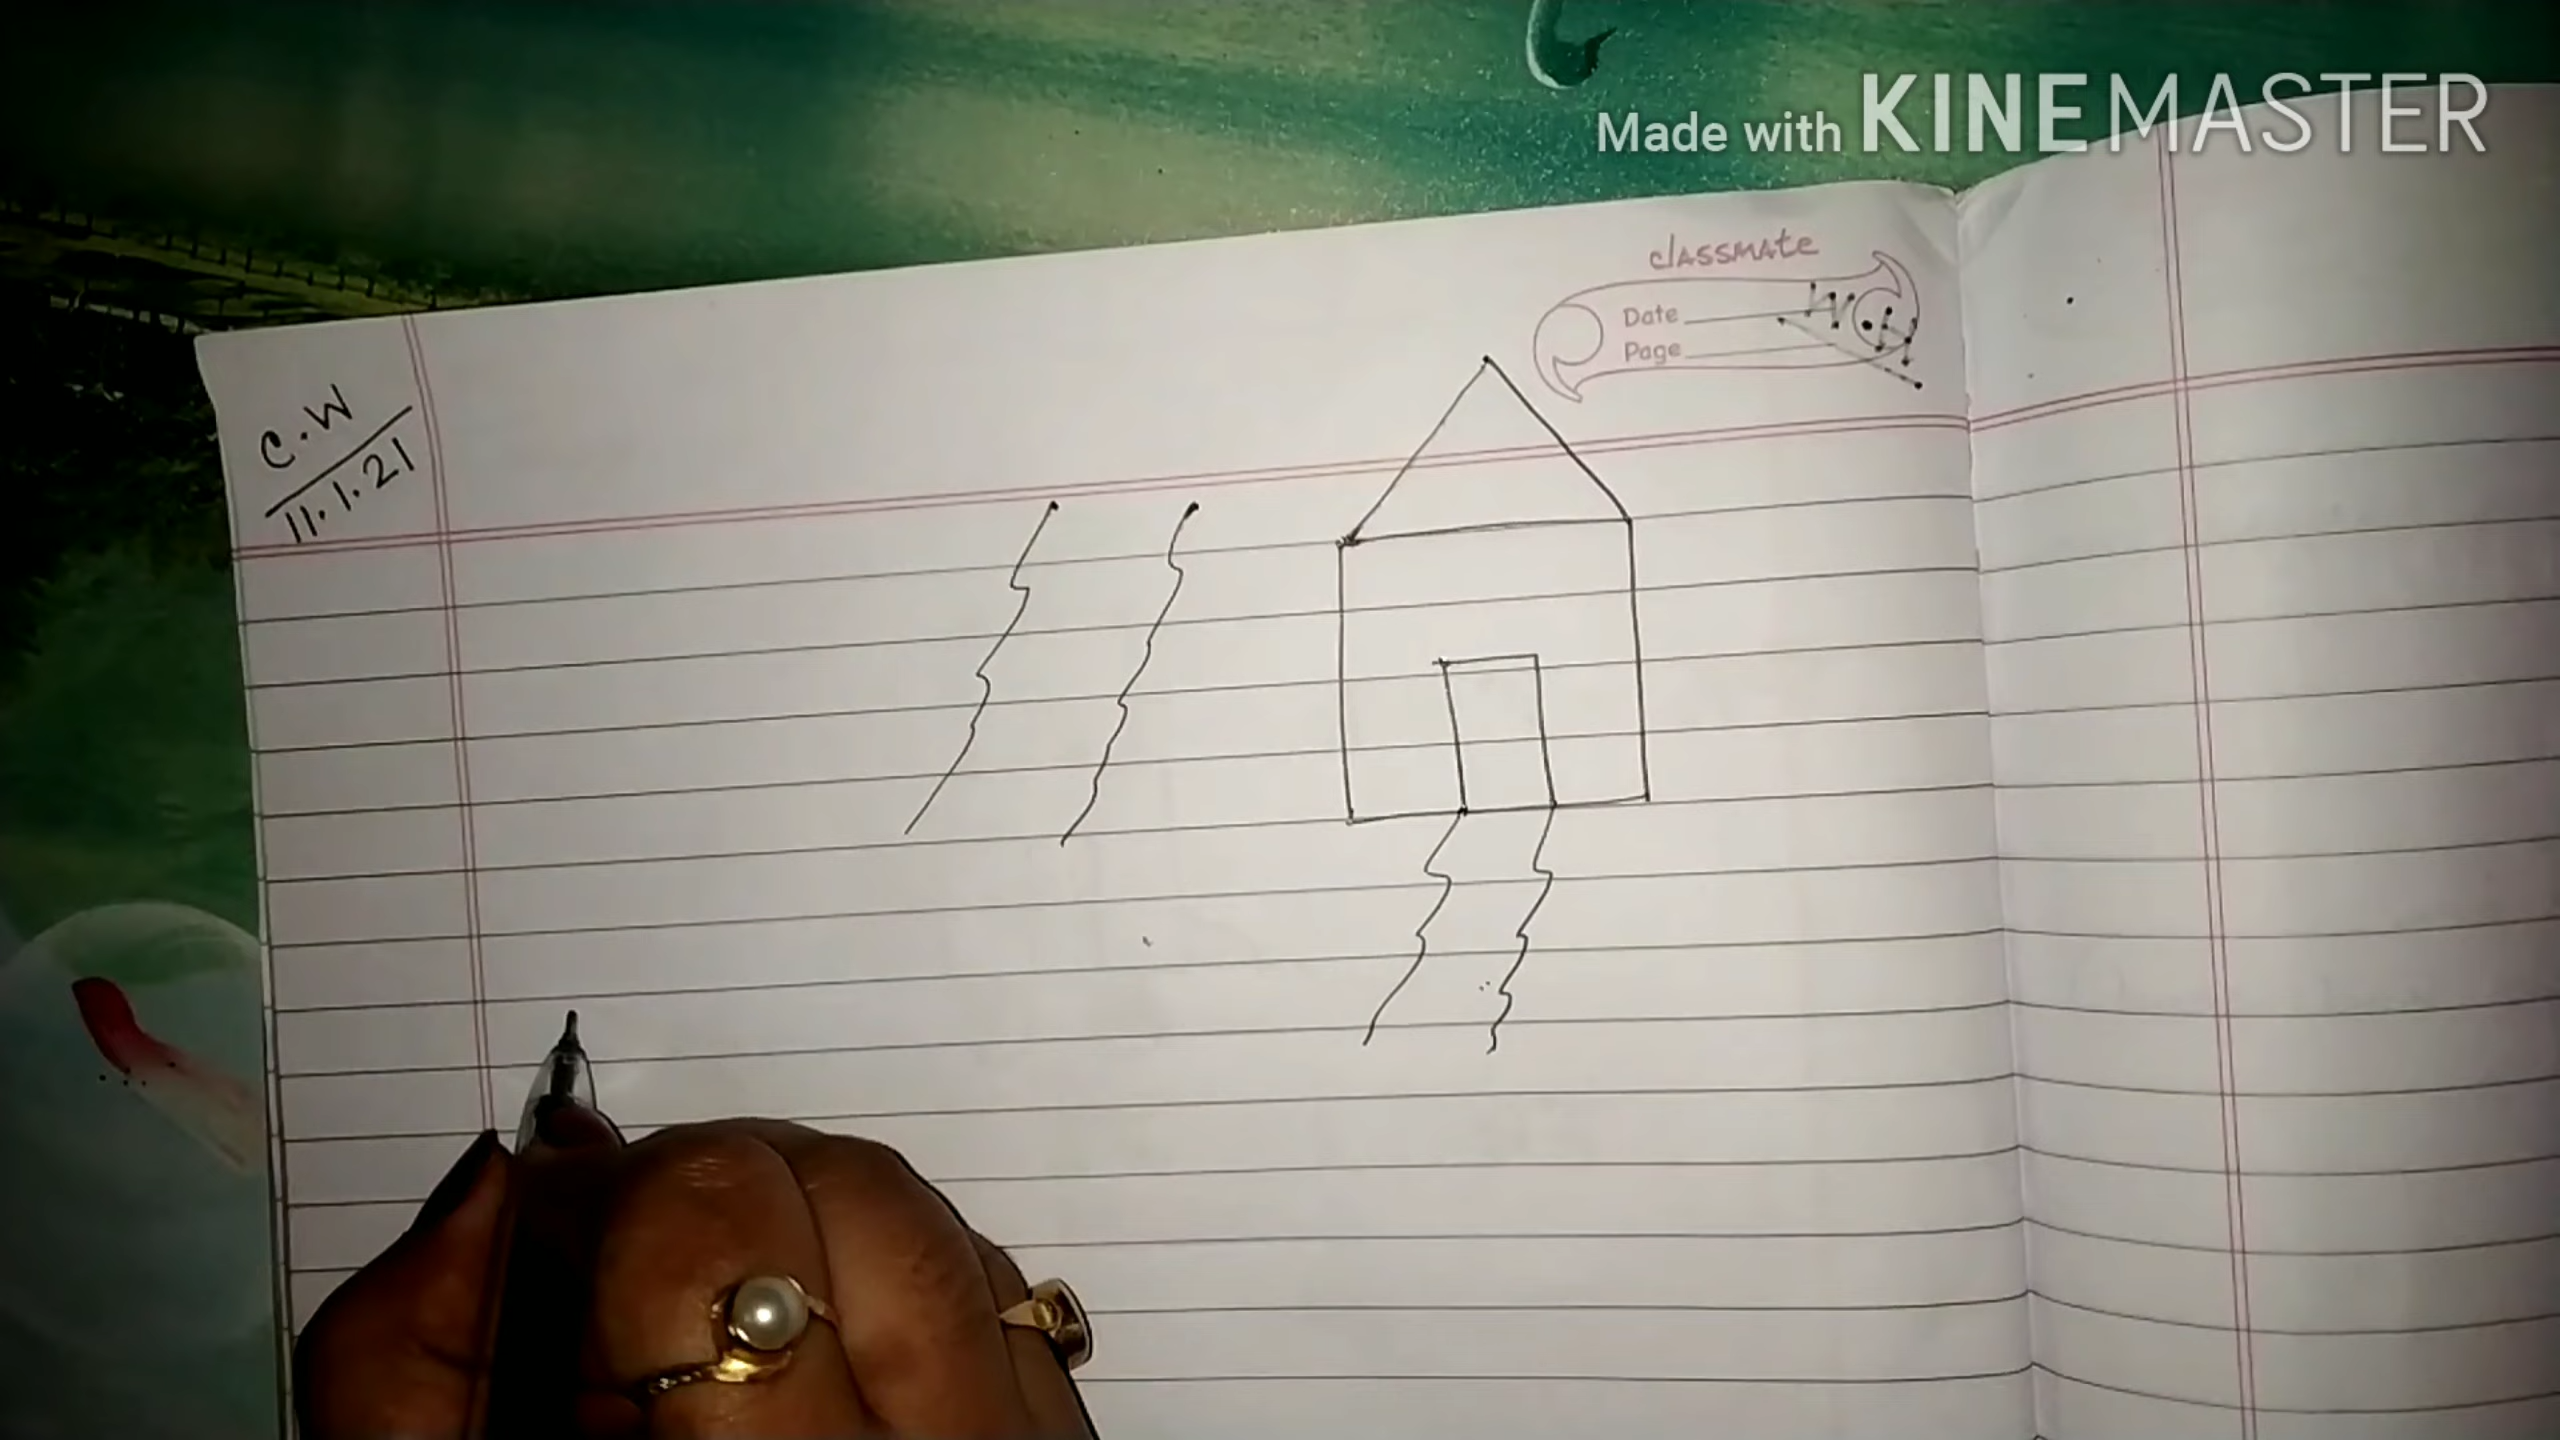 Made with KINEMASTER
classmate
Date
Page
C.W
11.1.21